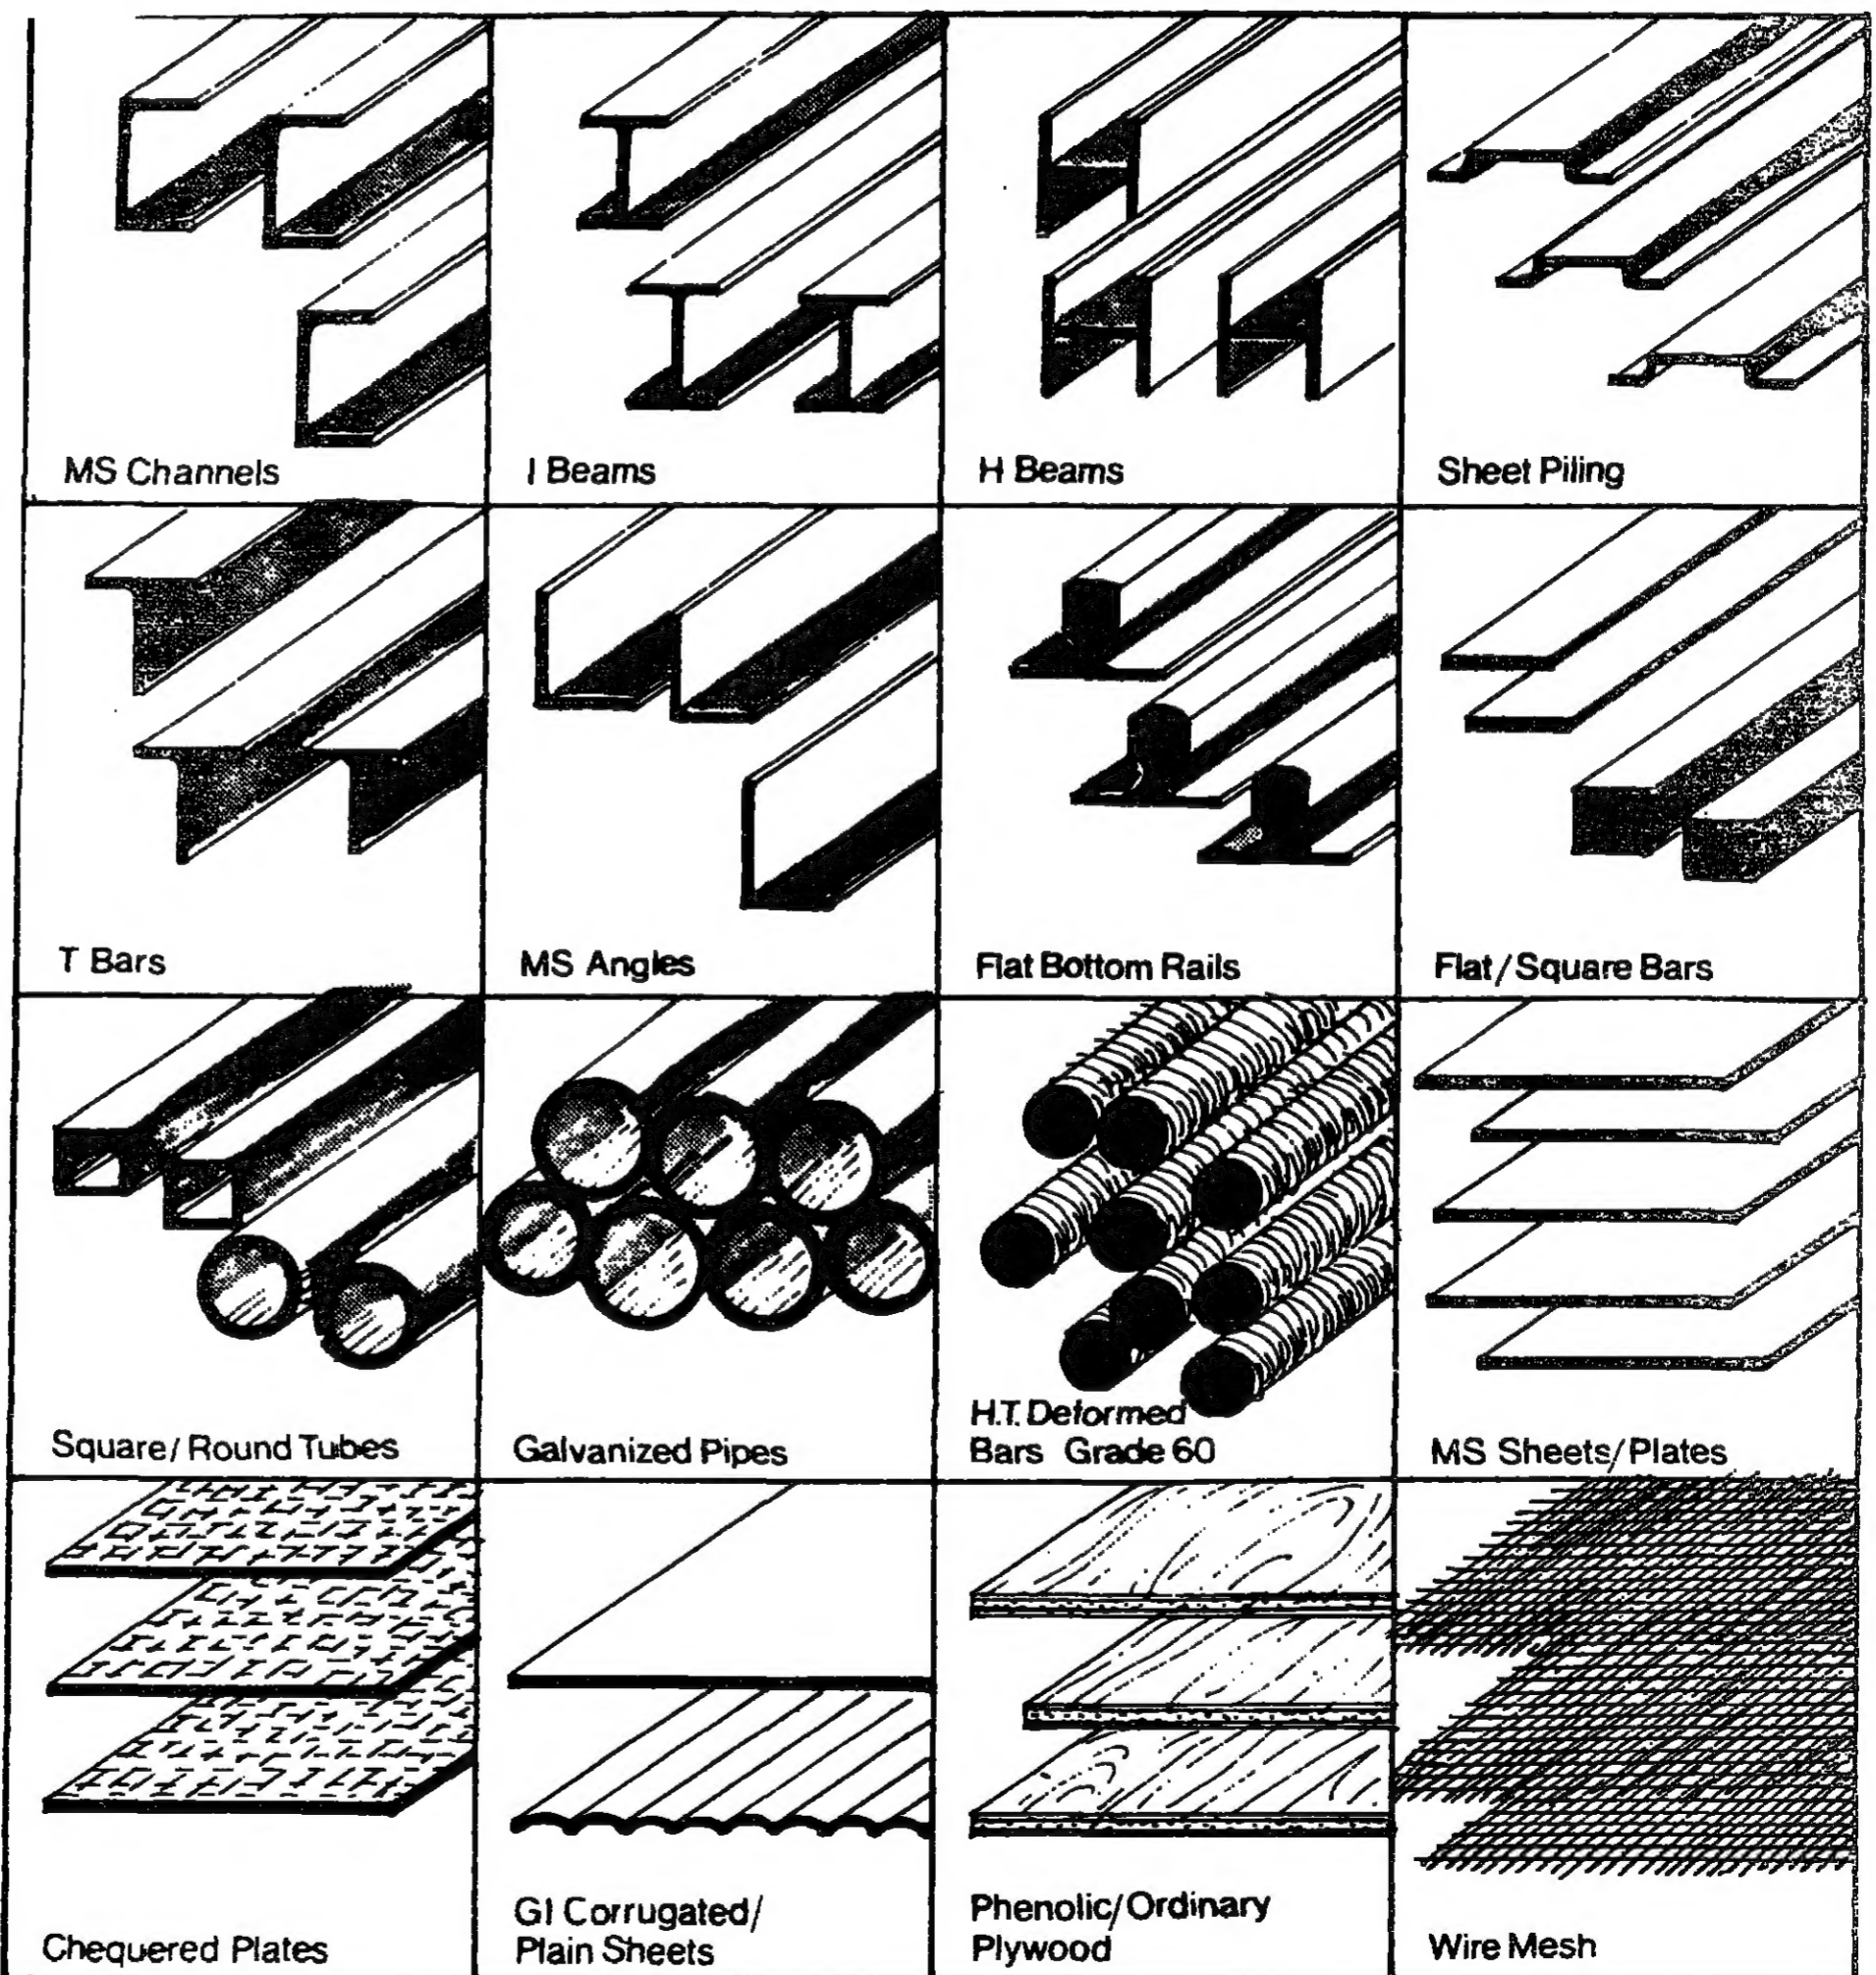 MS Channels
I Beams
H Beams
Sheet Piling
T Bars
MS Angles
Flat Bottom Rails
Flat/Square Bars
Square/Round Tubes
Galvanized Pipes
H.T. Deformed
Bars Grade 60
MS Sheets/Plates
Chequered Plates
GI Corrugated/
Plain Sheets
Phenolic/Ordinary
Plywood
Wire Mesh